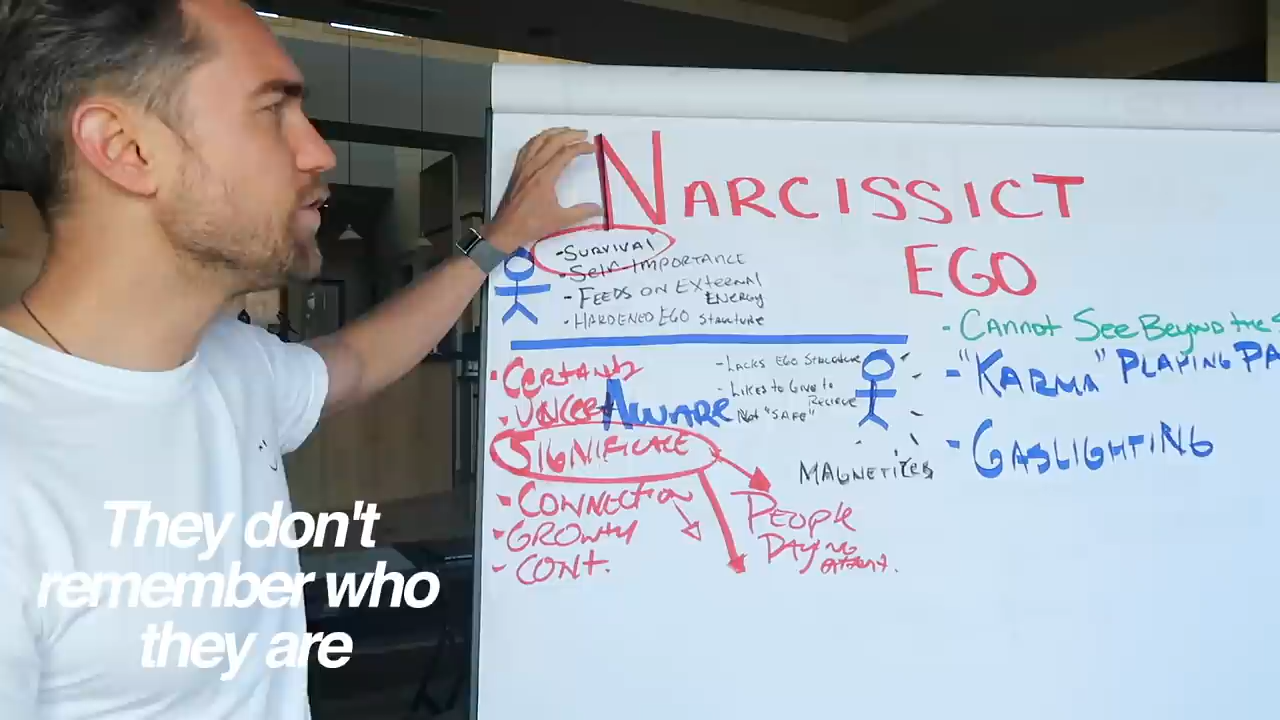 NARCISSICT
EGO
-SURVIVAL
-SELF-IMPORTANCE
-FEEDS ON EXTERNAL
ENERGY
-HARDENED EGO STRUCTURE
-CANNOT SEE BEYOND THE
-LACKS EGO STRUCTURE
-LIKES TO GIVE TO
RECIEVE
NOT "SAFE"
MAGNETIZES
AWARE
-"KARMA" PLAYING PA
-GASLIGHTING
-CERTAINTY
-UNCERT
SIGNIFICANCE
-CONNECTION
-GROWTH
-CONT.
PEOPLE
PAYING
ATTENT.
They don't
remember who
they are